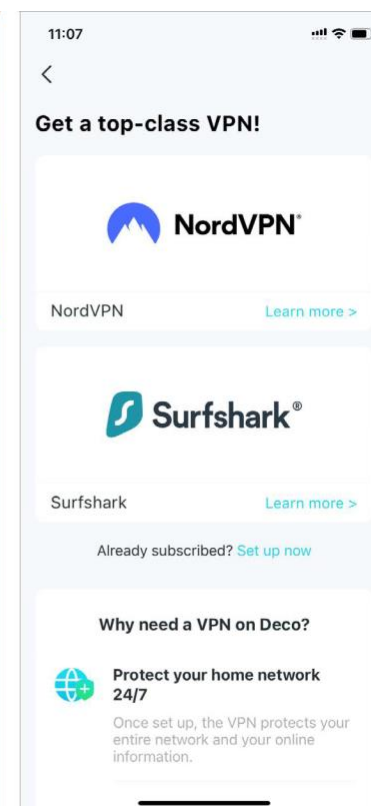 11:07
Get a top-class VPN!
NordVPN®
NordVPN Learn more >
Surfshark®
Surfshark Learn more >
Already subscribed? Set up now
Why need a VPN on Deco?
Protect your home network
24/7
Once set up, the VPN protects your
entire network and your online
information.